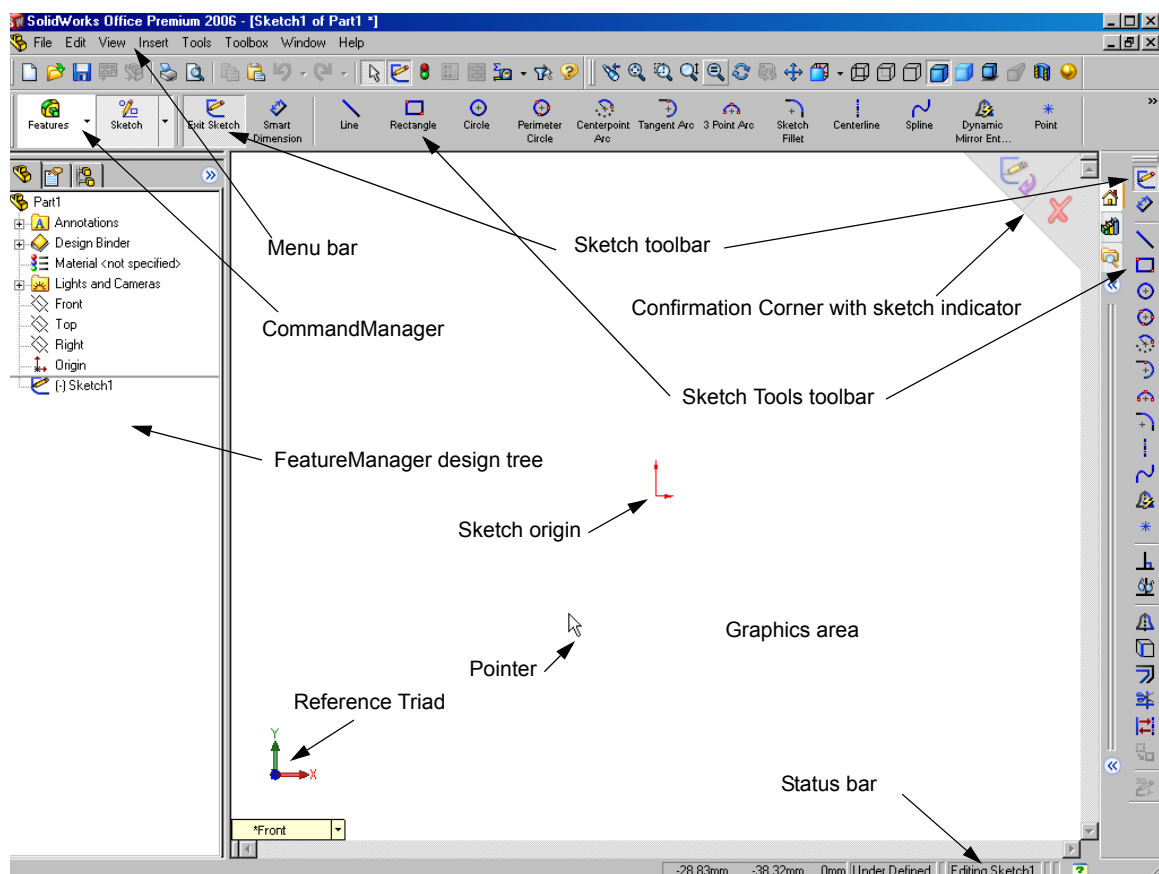 SolidWorks Office Premium 2006 - [Sketch1 of Part1 *]
File Edit View Insert Tools Toolbox Window Help
Features Sketch Exit Sketch Smart Dimension Line Rectangle Circle Perimeter Circle Centerpoint Arc Tangent Arc 3 Point Arc Sketch Fillet Centerline Spline Dynamic Mirror Ent... Point
Part1
Annotations
Design Binder
Material <not specified>
Lights and Cameras
Front
Top
Right
Origin
(-) Sketch1
Menu bar
Sketch toolbar
Confirmation Corner with sketch indicator
CommandManager
Sketch Tools toolbar
FeatureManager design tree
Sketch origin
Graphics area
Pointer
Reference Triad
Y
X
Status bar
*Front
-28.83mm -38.32mm 0mm Under Defined Editing Sketch1